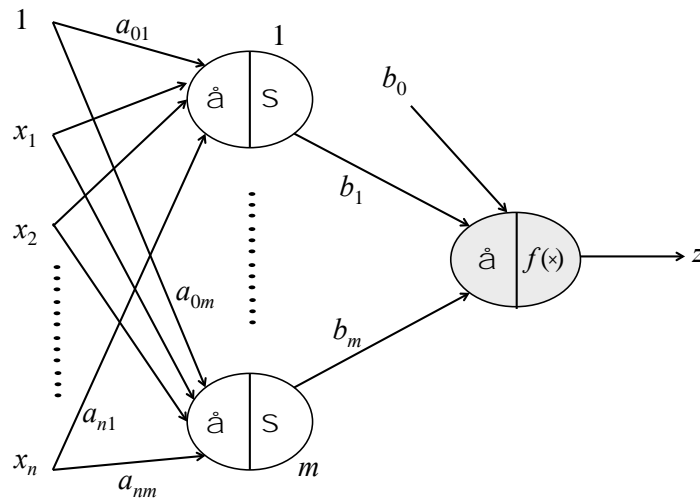 1
a₀₁
1
å S
b₀
x₁
b₁
x₂
å f(×)
z
a₀ₘ
bₘ
aₙ₁
å S
xₙ
aₙₘ
m